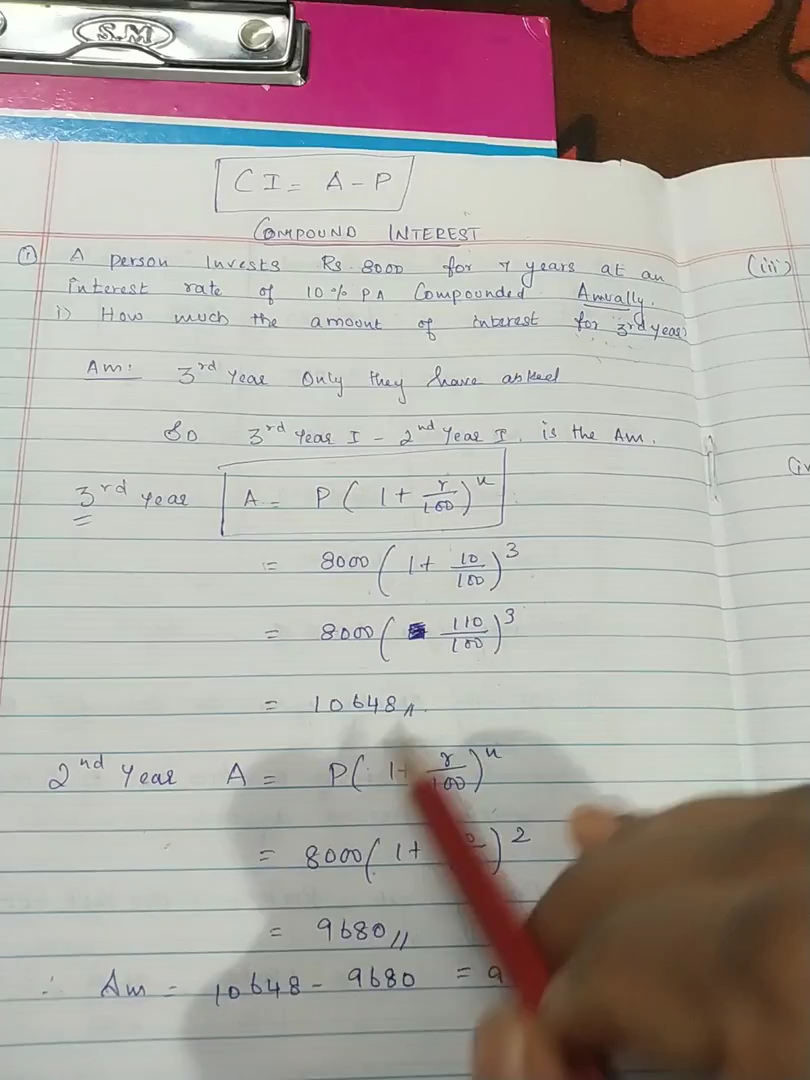 S.M
CI = A - P
COMPOUND INTEREST
① A person Invests Rs. 8000 for 7 years at an
interest rate of 10% PA Compounded Annually.
i) How much the amount of interest for 3rd year
Am: 3rd Year Only they have asked
So 3rd Year I - 2nd Year I. is the Am.
3rd year A = P ( 1 + r/100 )^n
= 8000 ( 1 + 10/100 )^3
= 8000 ( 110/100 )^3
= 10648//.
2nd Year A = P ( 1 + r/100 )^n
= 8000 ( 1 + ) 2
= 9680//
∴ Am = 10648 - 9680 = 9
(iii)